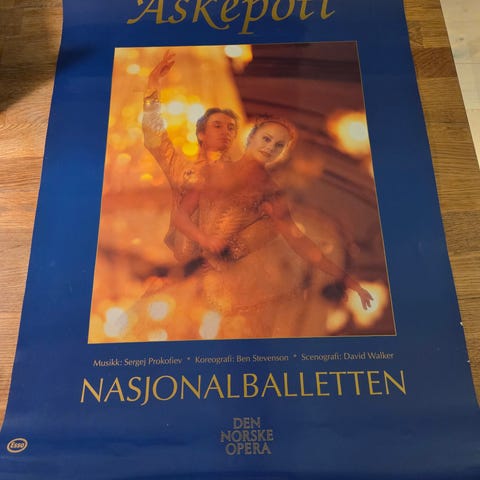 Askepott
Musikk: Sergej Prokofiev * Koreografi: Ben Stevenson * Scenografi: David Walker
NASJONALBALLETTEN
DEN
NORSKE
OPERA
Esso